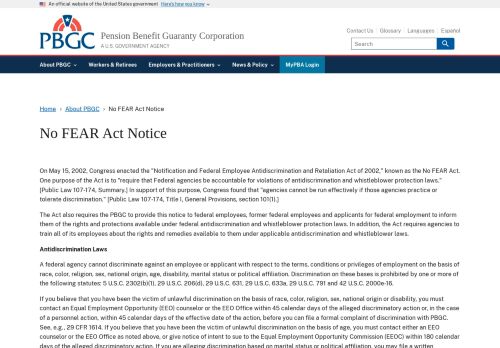 An official website of the United States government Here's how you know
PBGC
Pension Benefit Guaranty Corporation
A U.S. GOVERNMENT AGENCY
Contact Us Glossary Languages Español
Search
About PBGC Workers & Retirees Employers & Practitioners News & Policy MyPBA Login
Home › About PBGC › No FEAR Act Notice
No FEAR Act Notice
On May 15, 2002, Congress enacted the "Notification and Federal Employee Antidiscrimination and Retaliation Act of 2002," known as the No FEAR Act.
One purpose of the Act is to "require that Federal agencies be accountable for violations of antidiscrimination and whistleblower protection laws."
[Public Law 107-174, Summary.] In support of this purpose, Congress found that "agencies cannot be run effectively if those agencies practice or
tolerate discrimination." [Public Law 107-174, Title I, General Provisions, section 101(1).]
The Act also requires the PBGC to provide this notice to federal employees, former federal employees and applicants for federal employment to inform
them of the rights and protections available under federal antidiscrimination and whistleblower protection laws. In addition, the Act requires agencies to
train all of its employees about the rights and remedies available to them under applicable antidiscrimination and whistleblower laws.
Antidiscrimination Laws
A federal agency cannot discriminate against an employee or applicant with respect to the terms, conditions or privileges of employment on the basis of
race, color, religion, sex, national origin, age, disability, marital status or political affiliation. Discrimination on these bases is prohibited by one or more of
the following statutes: 5 U.S.C. 2302(b)(1), 29 U.S.C. 206(d), 29 U.S.C. 631, 29 U.S.C. 633a, 29 U.S.C. 791 and 42 U.S.C. 2000e-16.
If you believe that you have been the victim of unlawful discrimination on the basis of race, color, religion, sex, national origin or disability, you must
contact an Equal Employment Opportunity (EEO) counselor or the EEO Office within 45 calendar days of the alleged discriminatory action or, in the case
of a personnel action, within 45 calendar days of the effective date of the action, before you can file a formal complaint of discrimination with PBGC.
See, e.g., 29 CFR 1614. If you believe that you have been the victim of unlawful discrimination on the basis of age, you must either contact an EEO
counselor or the EEO Office as noted above, or give notice of intent to sue to the Equal Employment Opportunity Commission (EEOC) within 180
calendar days of the alleged discriminatory action. If you are alleging discrimination based on marital status or political affiliation, you may file a written